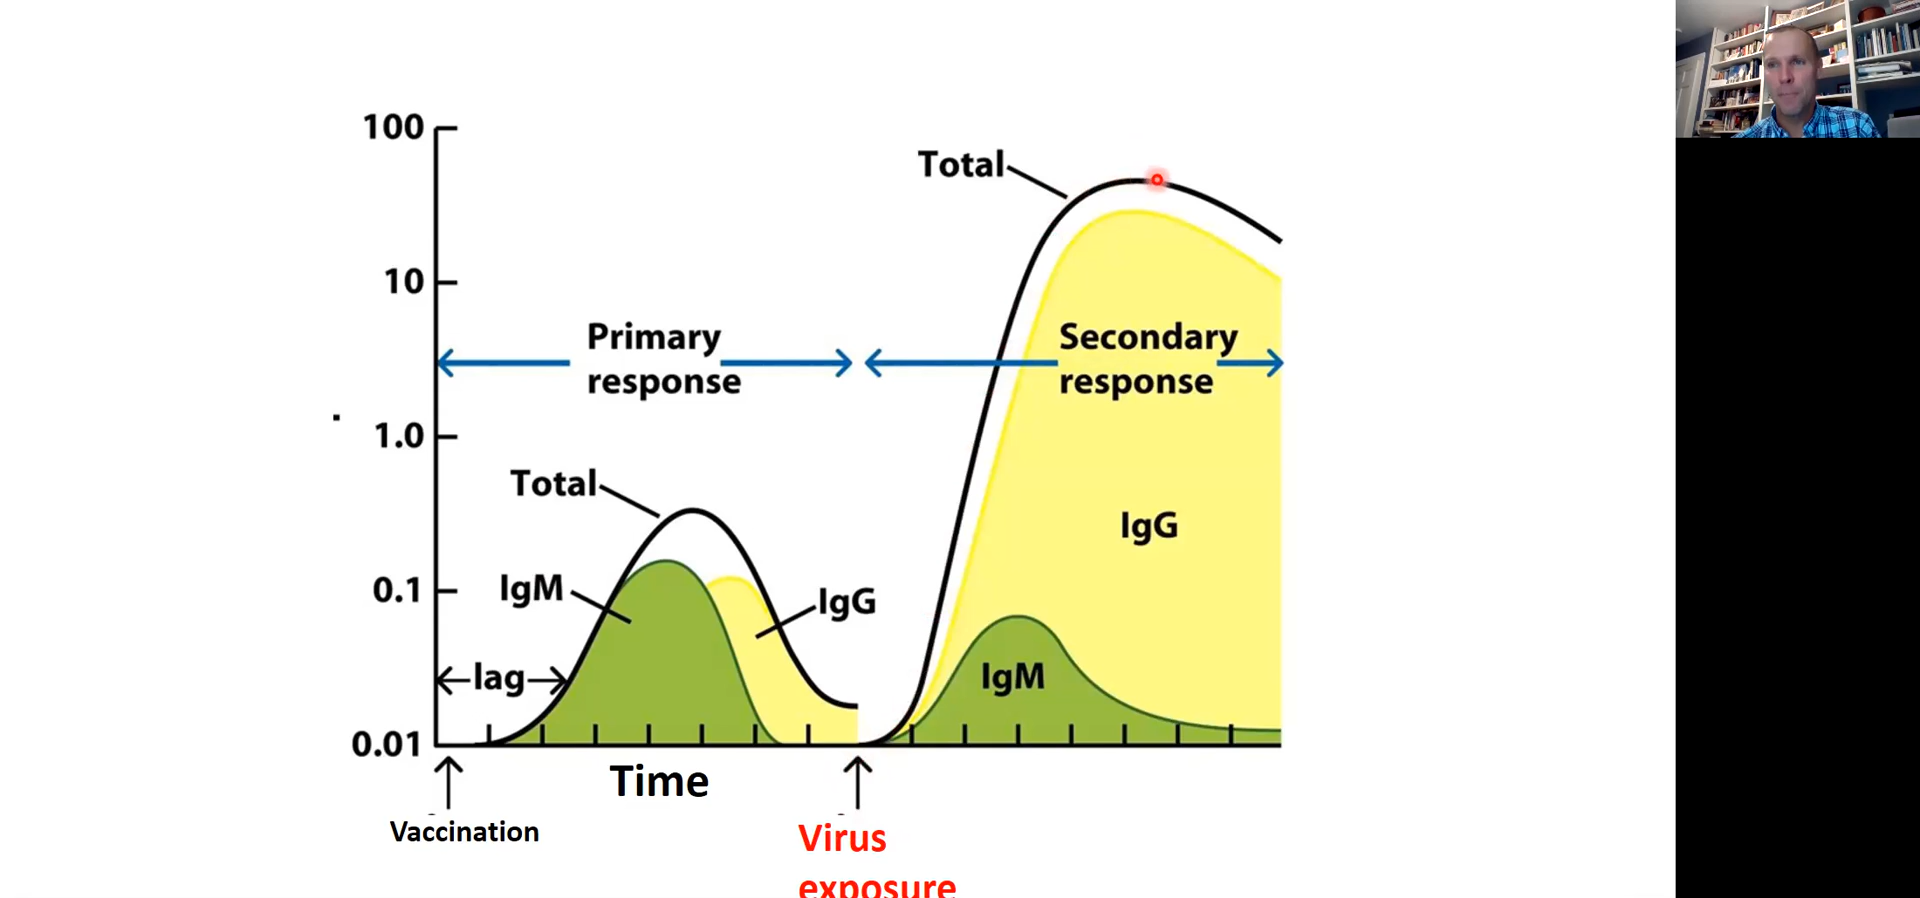 100
Total
10
Primary
response
Secondary
response
1.0
Total
IgG
0.1
IgM
IgG
lag
IgM
0.01
Time
Vaccination
Virus
exposure